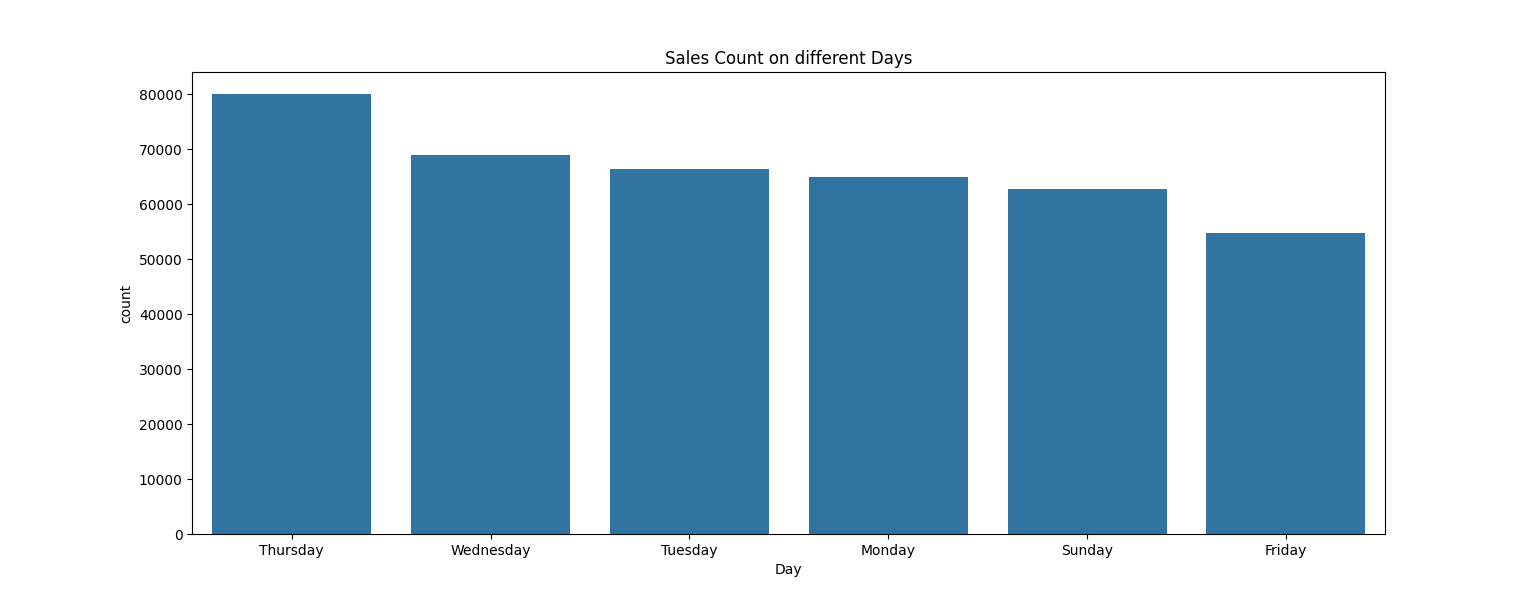 Sales Count on different Days
80000
70000
60000
50000
40000
30000
20000
10000
0
count
Thursday Wednesday Tuesday Monday Sunday Friday
Day